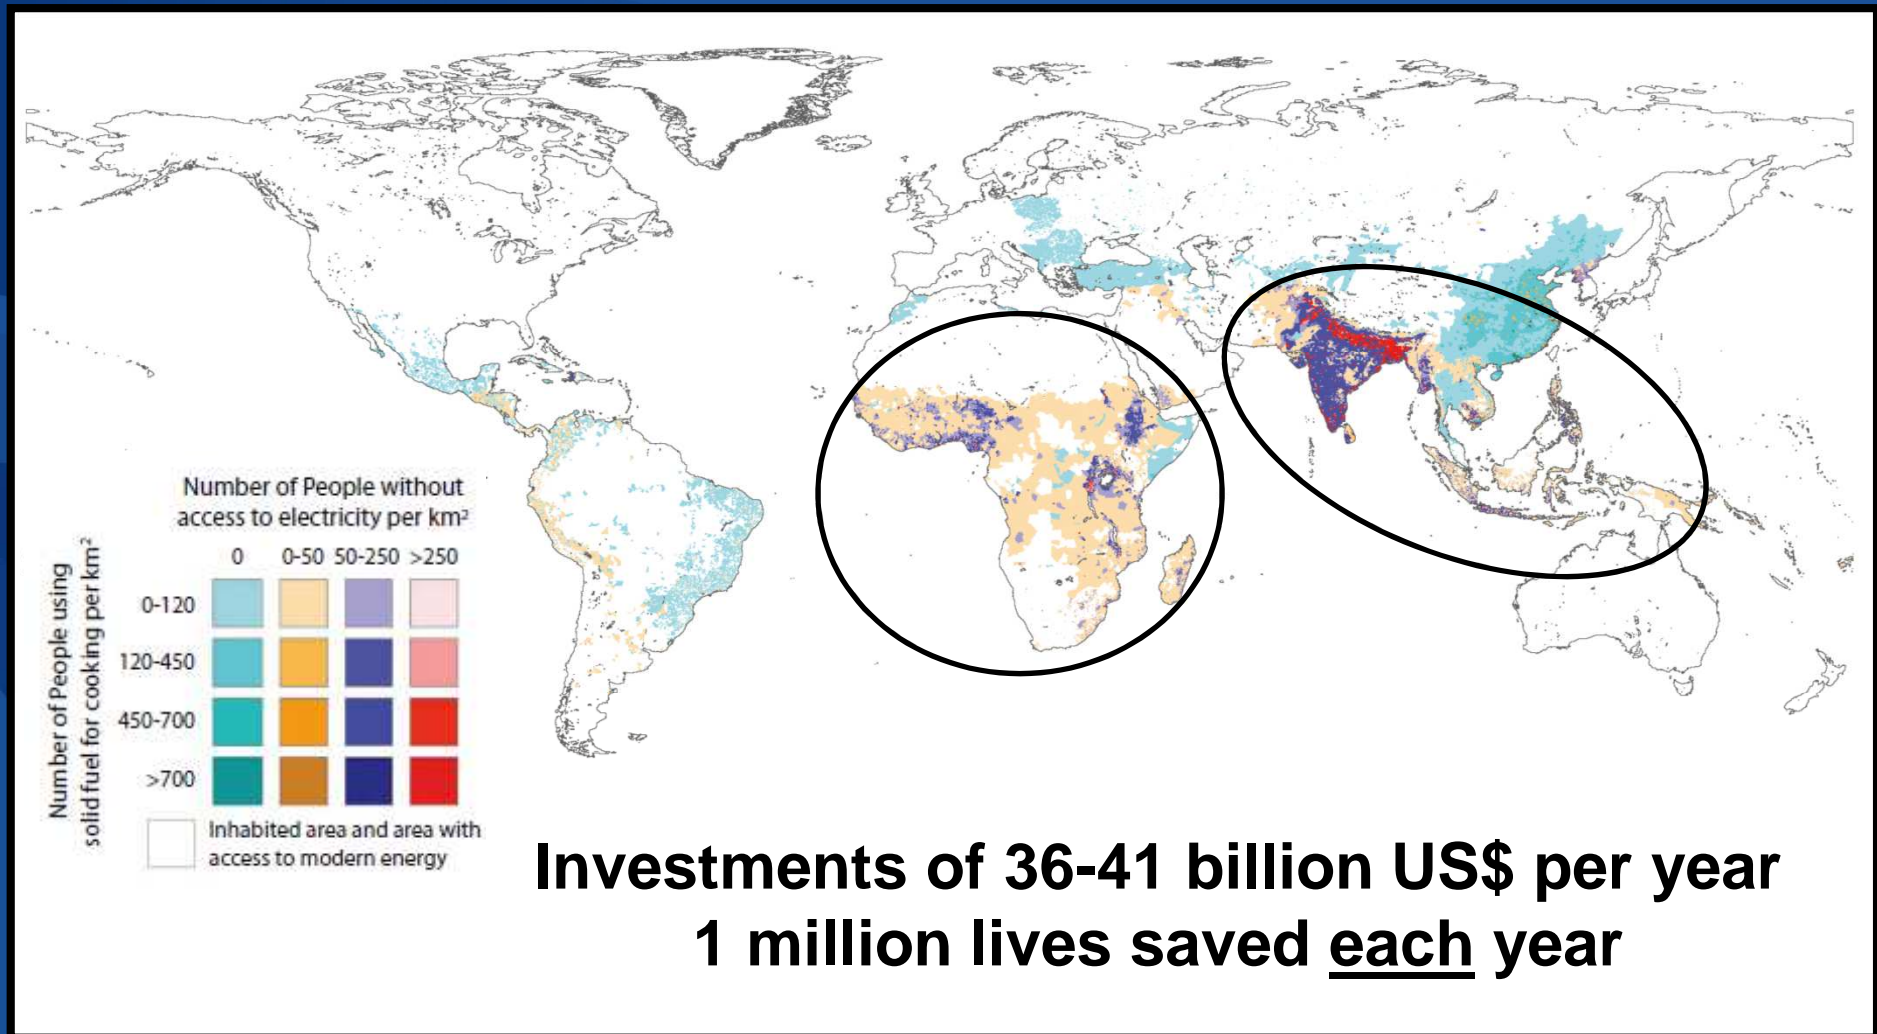 Number of People without
access to electricity per km²
0 0-50 50-250 >250
Number of People using
solid fuel for cooking per km²
0-120
120-450
450-700
>700
Inhabited area and area with
access to modern energy
Investments of 36-41 billion US$ per year
1 million lives saved each year